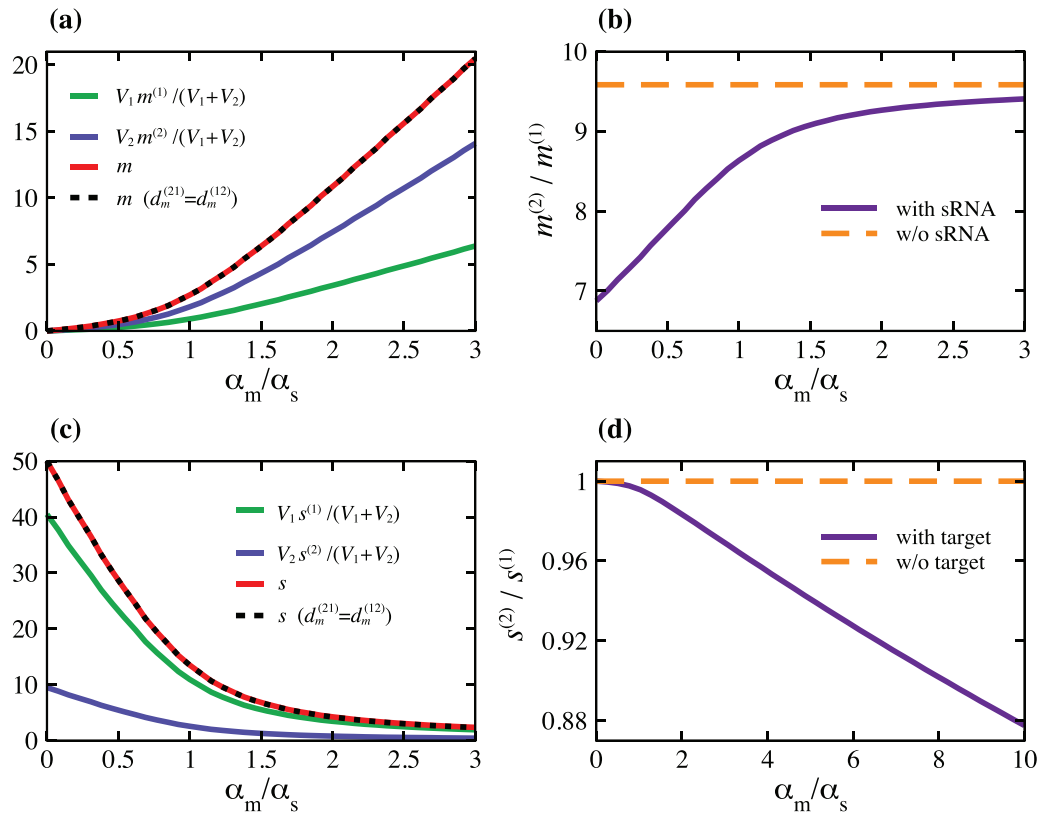 (a)
20
15
10
5
0
V₁ m⁽¹⁾ /(V₁+V₂)
V₂ m⁽²⁾ /(V₁+V₂)
m
m (dₘ⁽²¹⁾=dₘ⁽¹²⁾)
0 0.5 1 1.5 2 2.5 3
αₘ/αₛ
(b)
10
9
8
7
m⁽²⁾ / m⁽¹⁾
with sRNA
w/o sRNA
0 0.5 1 1.5 2 2.5 3
αₘ/αₛ
(c)
50
40
30
20
10
0
V₁ s⁽¹⁾ /(V₁+V₂)
V₂ s⁽²⁾ /(V₁+V₂)
s
s (dₘ⁽²¹⁾=dₘ⁽¹²⁾)
0 0.5 1 1.5 2 2.5 3
αₘ/αₛ
(d)
1
0.96
0.92
0.88
s⁽²⁾ / s⁽¹⁾
with target
w/o target
0 2 4 6 8 10
αₘ/αₛ